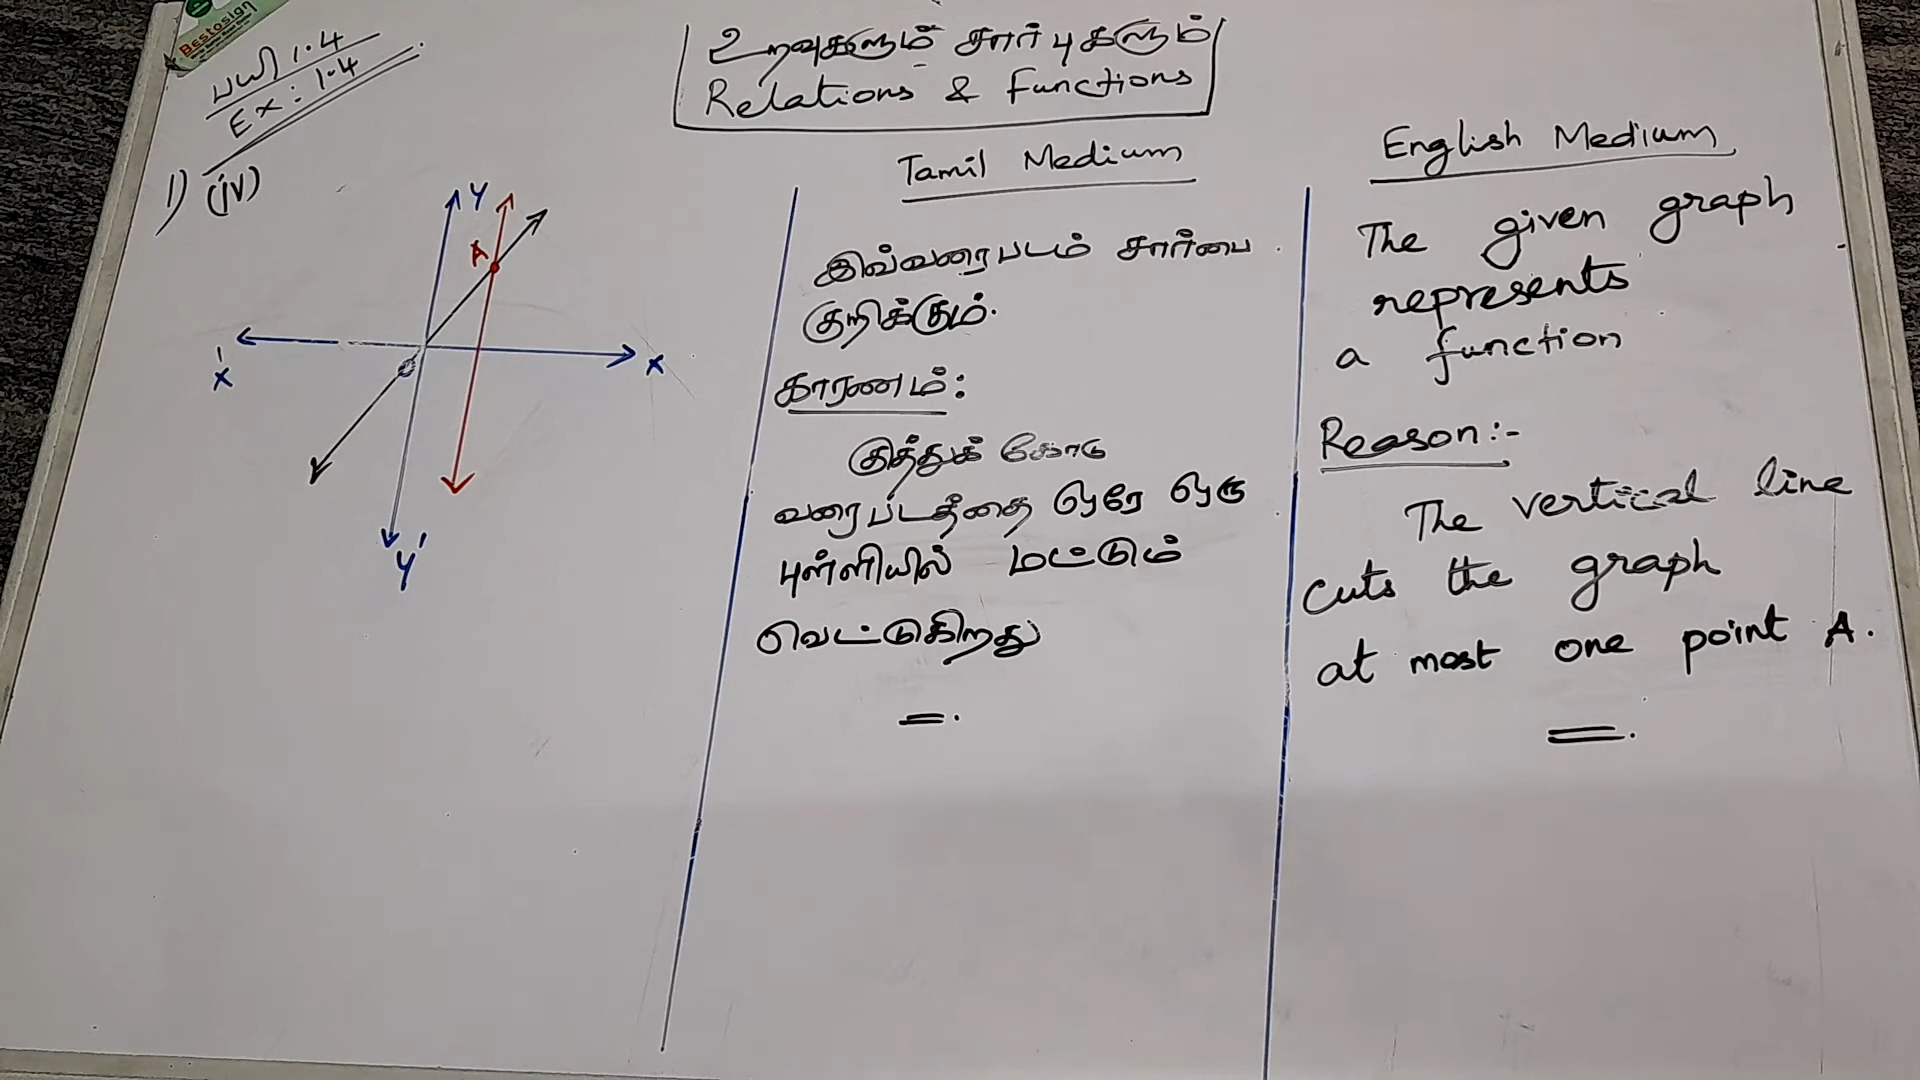 Bestosign
பயி 1.4
Ex: 1.4
உறவுகளும் சார்புகளும்
Relations & Functions
1) (iv)
Y
A
X'
X
Y'
Tamil Medium
இவ்வரைபடம் சார்பை
குறிக்கும்.
காரணம்:
குத்துக் கோடு
வரைபடத்தை ஒரே ஒரு
புள்ளியில் மட்டும்
வெட்டுகிறது
English Medium
The given graph
represents
a function
Reason:-
The vertical line
cuts the graph
at most one point A.